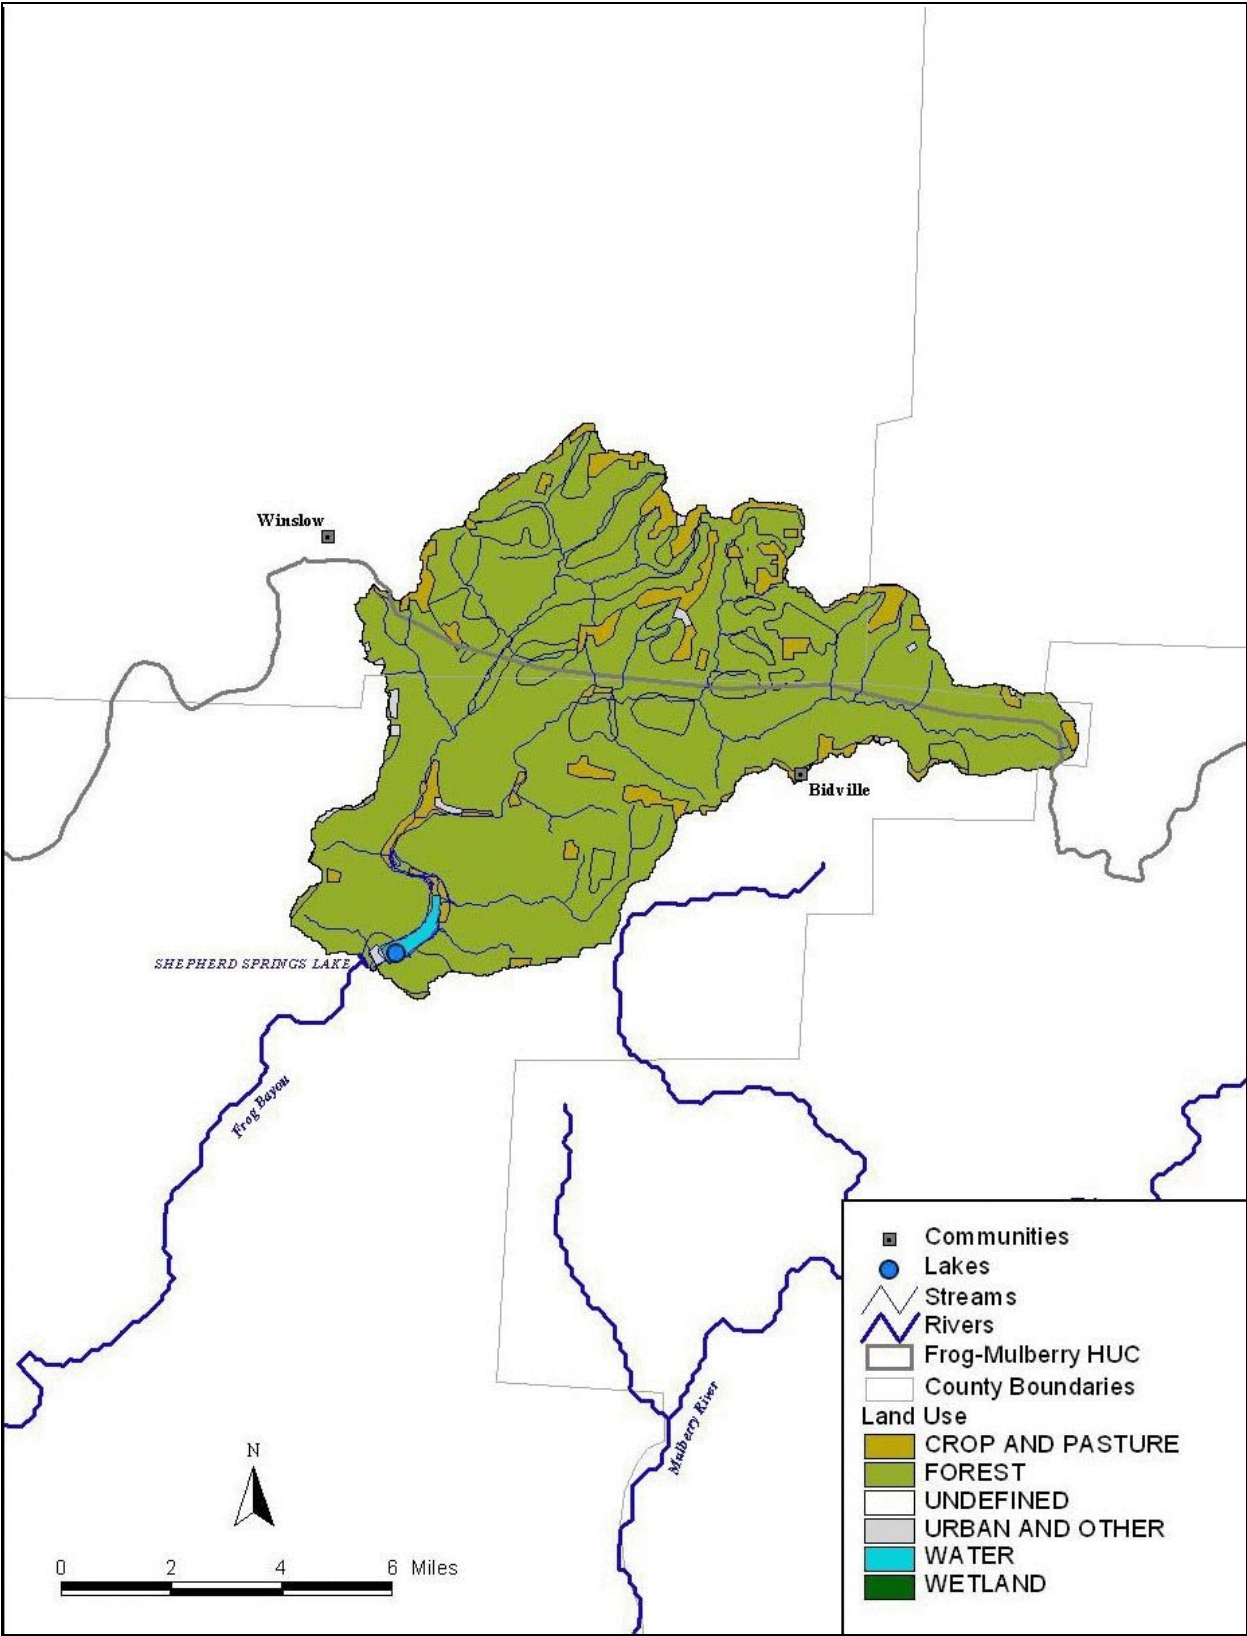 Winslow
Bidville
SHEPHERD SPRINGS LAKE
Frog Bayou
Mulberry River
Communities
Lakes
Streams
Rivers
Frog-Mulberry HUC
County Boundaries
Land Use
CROP AND PASTURE
FOREST
UNDEFINED
URBAN AND OTHER
WATER
WETLAND
N
0 2 4 6 Miles